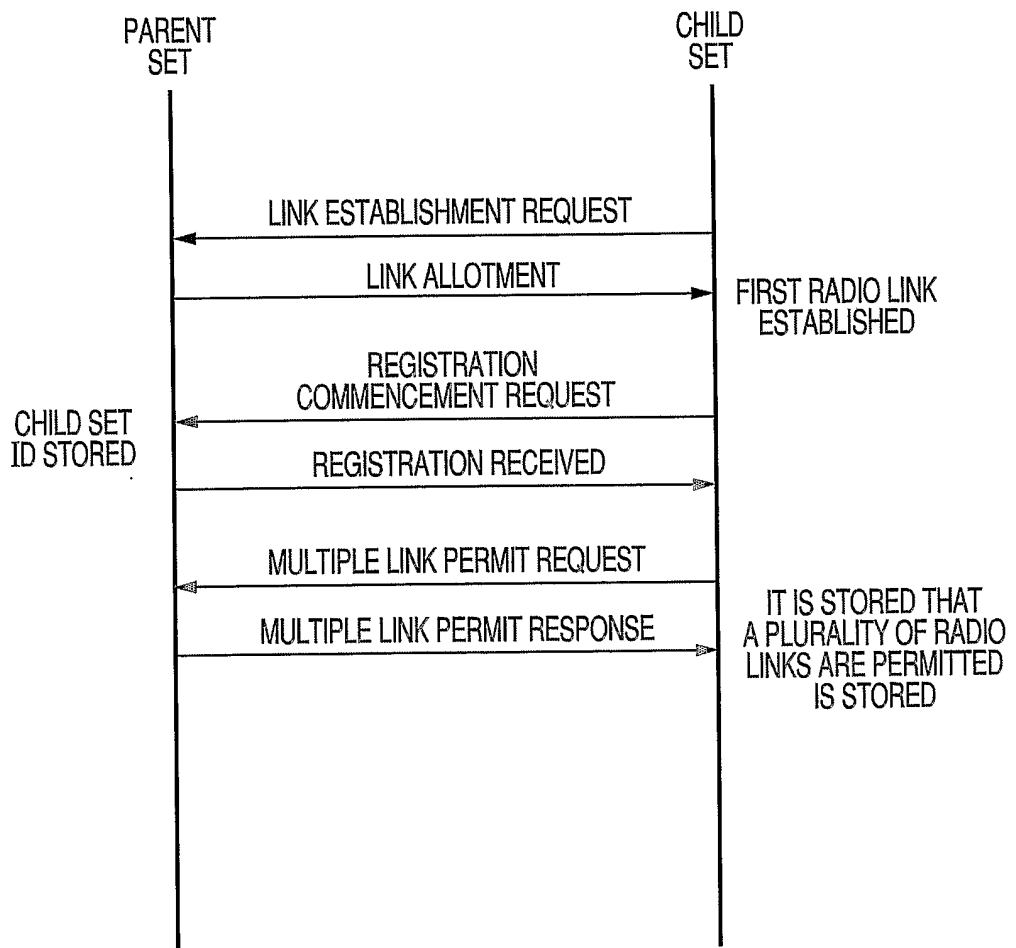 PARENT
SET
CHILD
SET
LINK ESTABLISHMENT REQUEST
LINK ALLOTMENT
FIRST RADIO LINK
ESTABLISHED
REGISTRATION
COMMENCEMENT REQUEST
CHILD SET
ID STORED
REGISTRATION RECEIVED
MULTIPLE LINK PERMIT REQUEST
MULTIPLE LINK PERMIT RESPONSE
IT IS STORED THAT
A PLURALITY OF RADIO
LINKS ARE PERMITTED
IS STORED